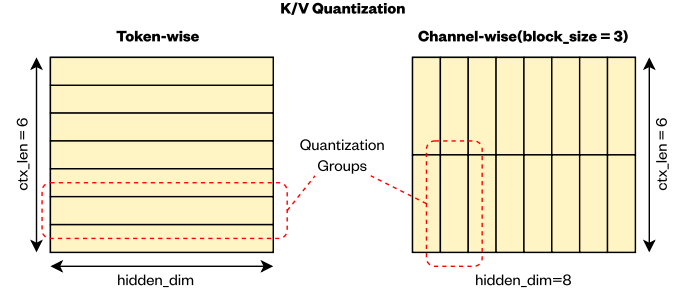 K/V Quantization
Token-wise
Channel-wise(block_size = 3)
ctx_len = 6
Quantization
Groups
ctx_len = 6
hidden_dim
hidden_dim=8